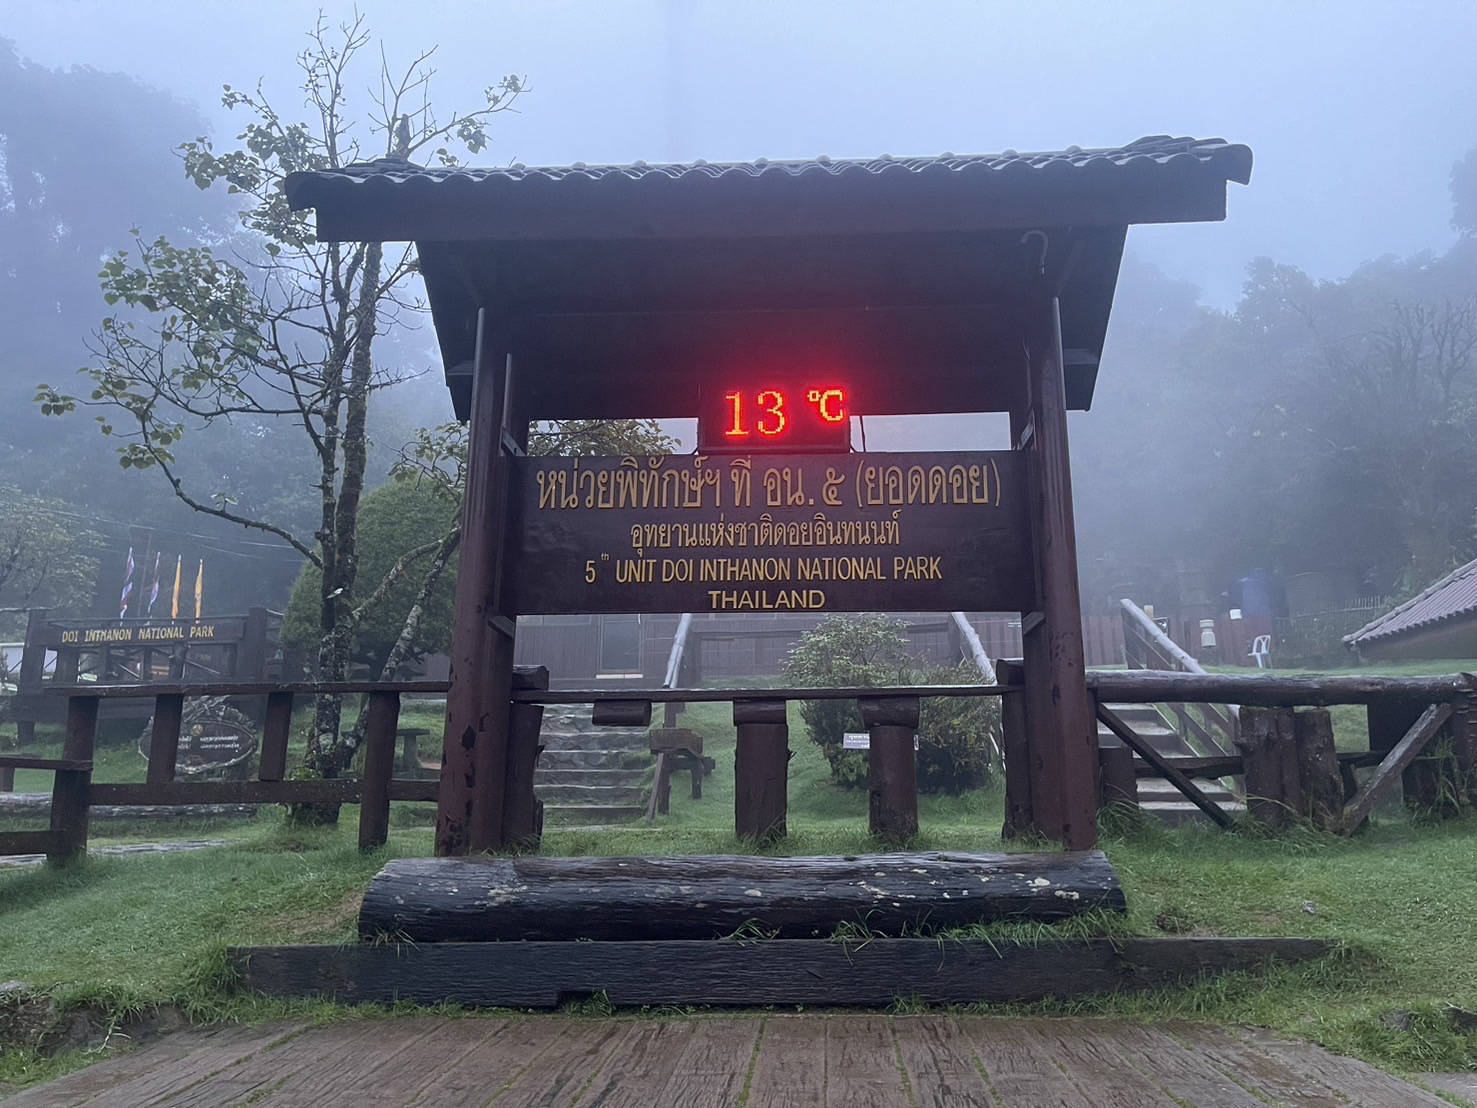 13 °C
หน่วยพิทักษ์ฯ ที่ อน. ๕ (ยอดดอย)
อุทยานแห่งชาติดอยอินทนนท์
5th UNIT DOI INTHANON NATIONAL PARK
THAILAND
DOI INTHANON NATIONAL PARK